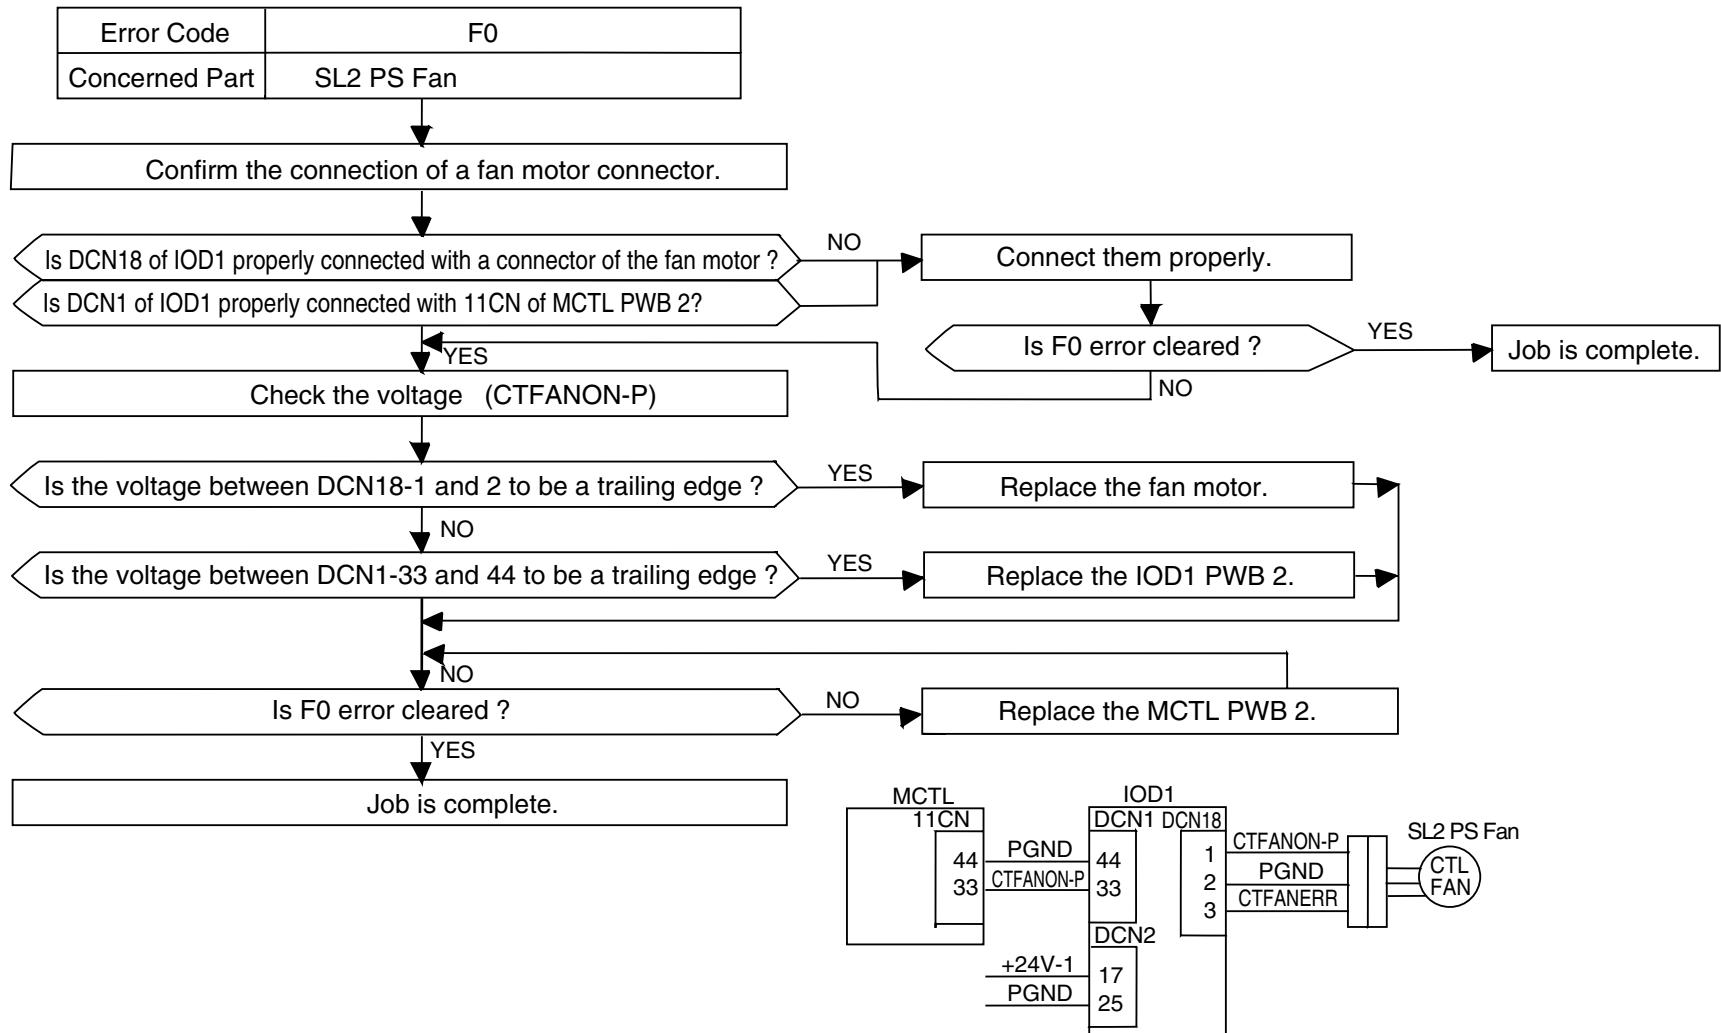 Error Code F0
Concerned Part SL2 PS Fan
Confirm the connection of a fan motor connector.
Is DCN18 of IOD1 properly connected with a connector of the fan motor ?
NO
Connect them properly.
Is DCN1 of IOD1 properly connected with 11CN of MCTL PWB 2?
Is F0 error cleared ?
YES
Job is complete.
NO
YES
Check the voltage (CTFANON-P)
Is the voltage between DCN18-1 and 2 to be a trailing edge ?
YES
Replace the fan motor.
NO
Is the voltage between DCN1-33 and 44 to be a trailing edge ?
YES
Replace the IOD1 PWB 2.
NO
Is F0 error cleared ?
NO
Replace the MCTL PWB 2.
YES
Job is complete.
MCTL
11CN
44
33
PGND
CTFANON-P
IOD1
DCN1
44
33
DCN18
1
2
3
CTFANON-P
PGND
CTFANERR
SL2 PS Fan
CTL
FAN
DCN2
+24V-1
17
PGND
25